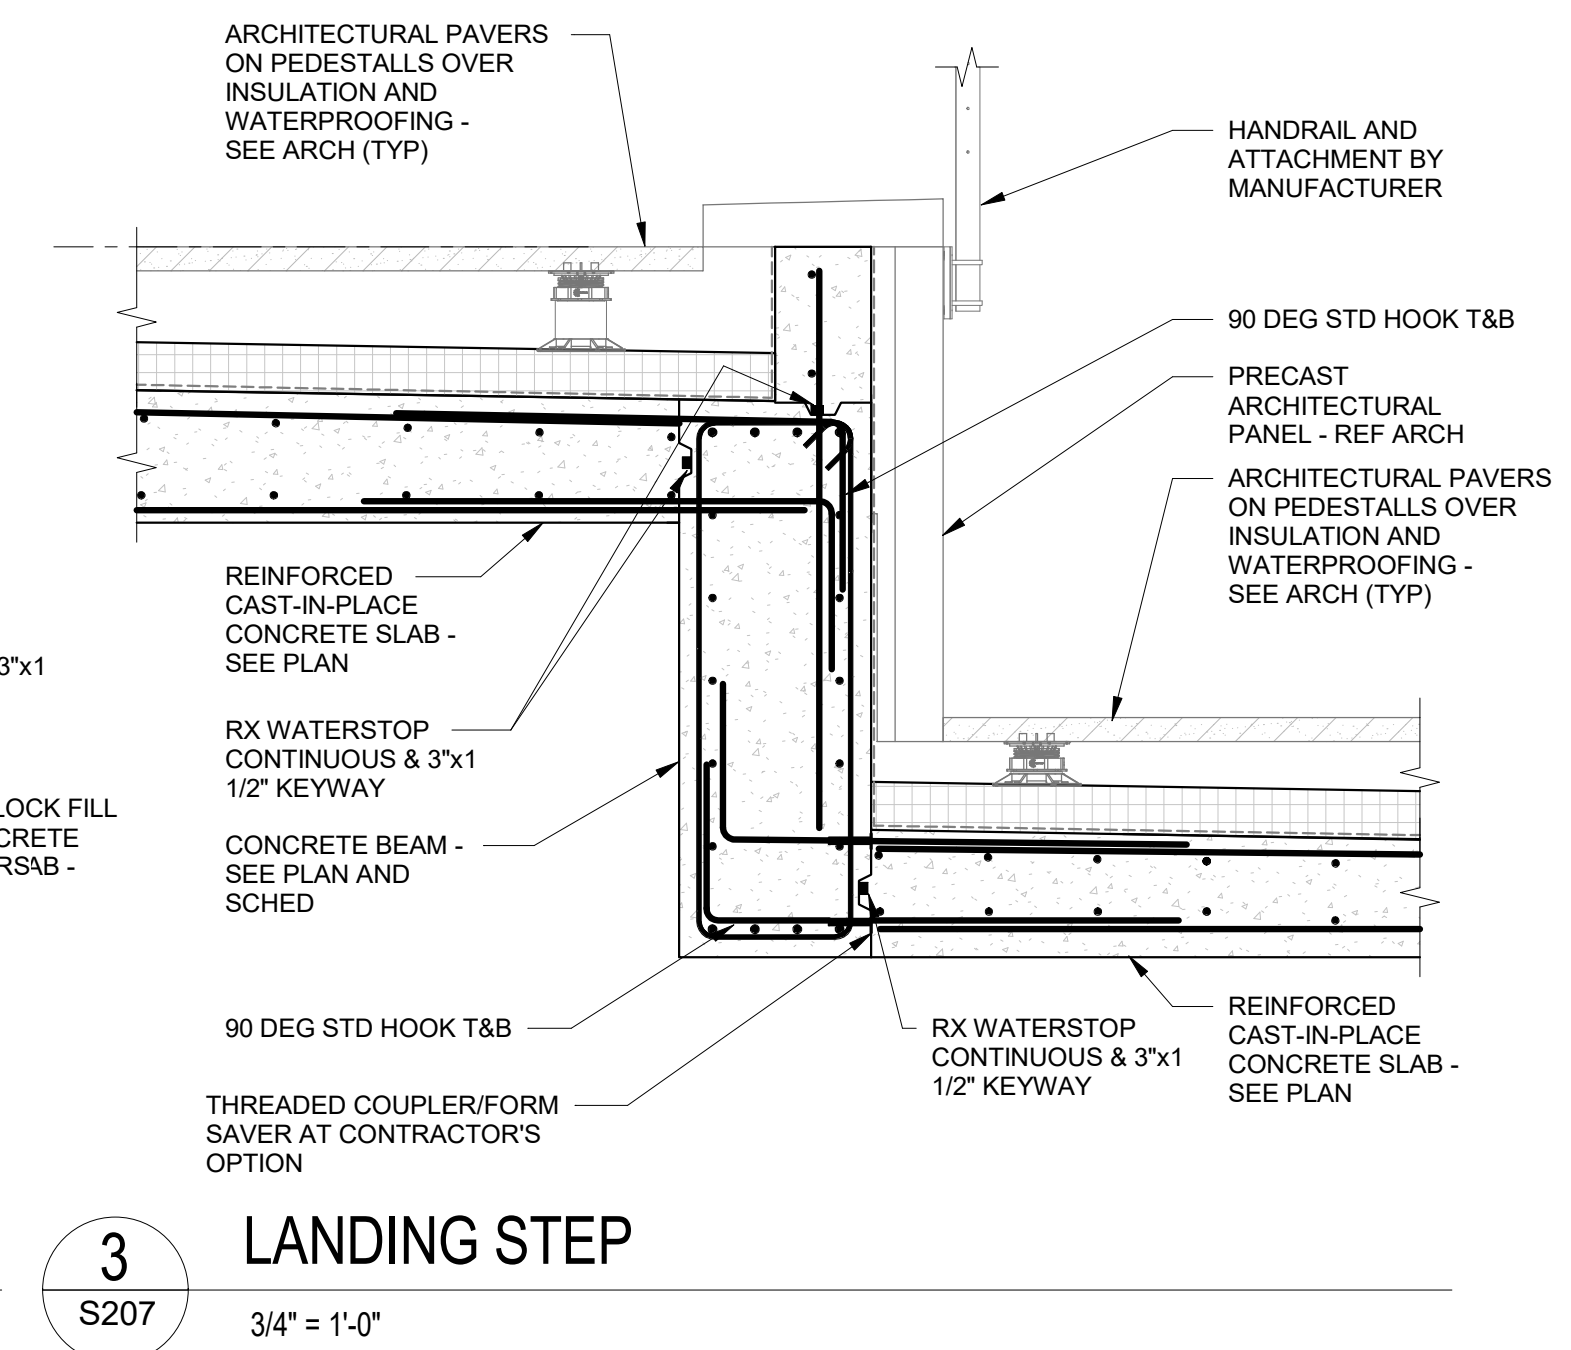 ARCHITECTURAL PAVERS
ON PEDESTALLS OVER
INSULATION AND
WATERPROOFING -
SEE ARCH (TYP)
HANDRAIL AND
ATTACHMENT BY
MANUFACTURER
90 DEG STD HOOK T&B
PRECAST
ARCHITECTURAL
PANEL - REF ARCH
ARCHITECTURAL PAVERS
ON PEDESTALLS OVER
INSULATION AND
WATERPROOFING -
SEE ARCH (TYP)
REINFORCED
CAST-IN-PLACE
CONCRETE SLAB -
SEE PLAN
3"x1
RX WATERSTOP
CONTINUOUS & 3"x1
1/2" KEYWAY
LOCK FILL
CRETE
RSAB -
CONCRETE BEAM -
SEE PLAN AND
SCHED
90 DEG STD HOOK T&B
THREADED COUPLER/FORM
SAVER AT CONTRACTOR'S
OPTION
RX WATERSTOP
CONTINUOUS & 3"x1
1/2" KEYWAY
REINFORCED
CAST-IN-PLACE
CONCRETE SLAB -
SEE PLAN
3
S207
LANDING STEP
3/4" = 1'-0"